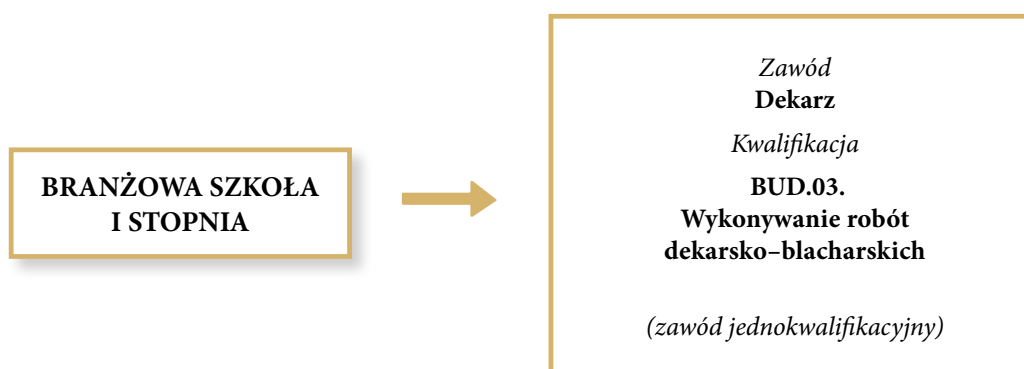 BRANŻOWA SZKOŁA
I STOPNIA
Zawód
Dekarz
Kwalifikacja
BUD.03.
Wykonywanie robót
dekarsko–blacharskich
(zawód jednokwalifikacyjny)